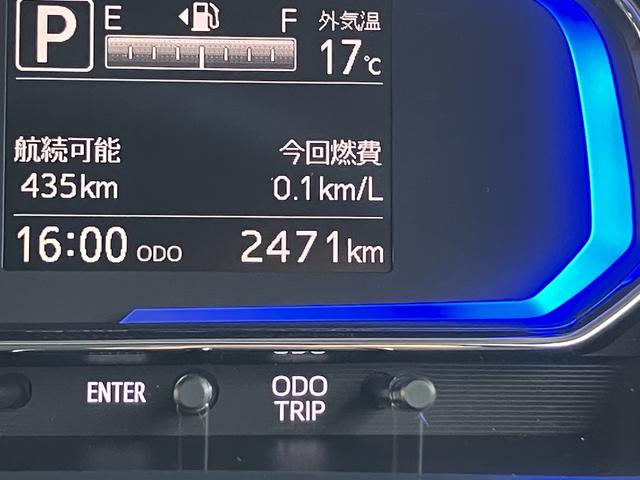 P E F 外気温
17℃
航続可能 今回燃費
435km 0.1km/L
16:00 ODO 2471km
ENTER ODO
TRIP